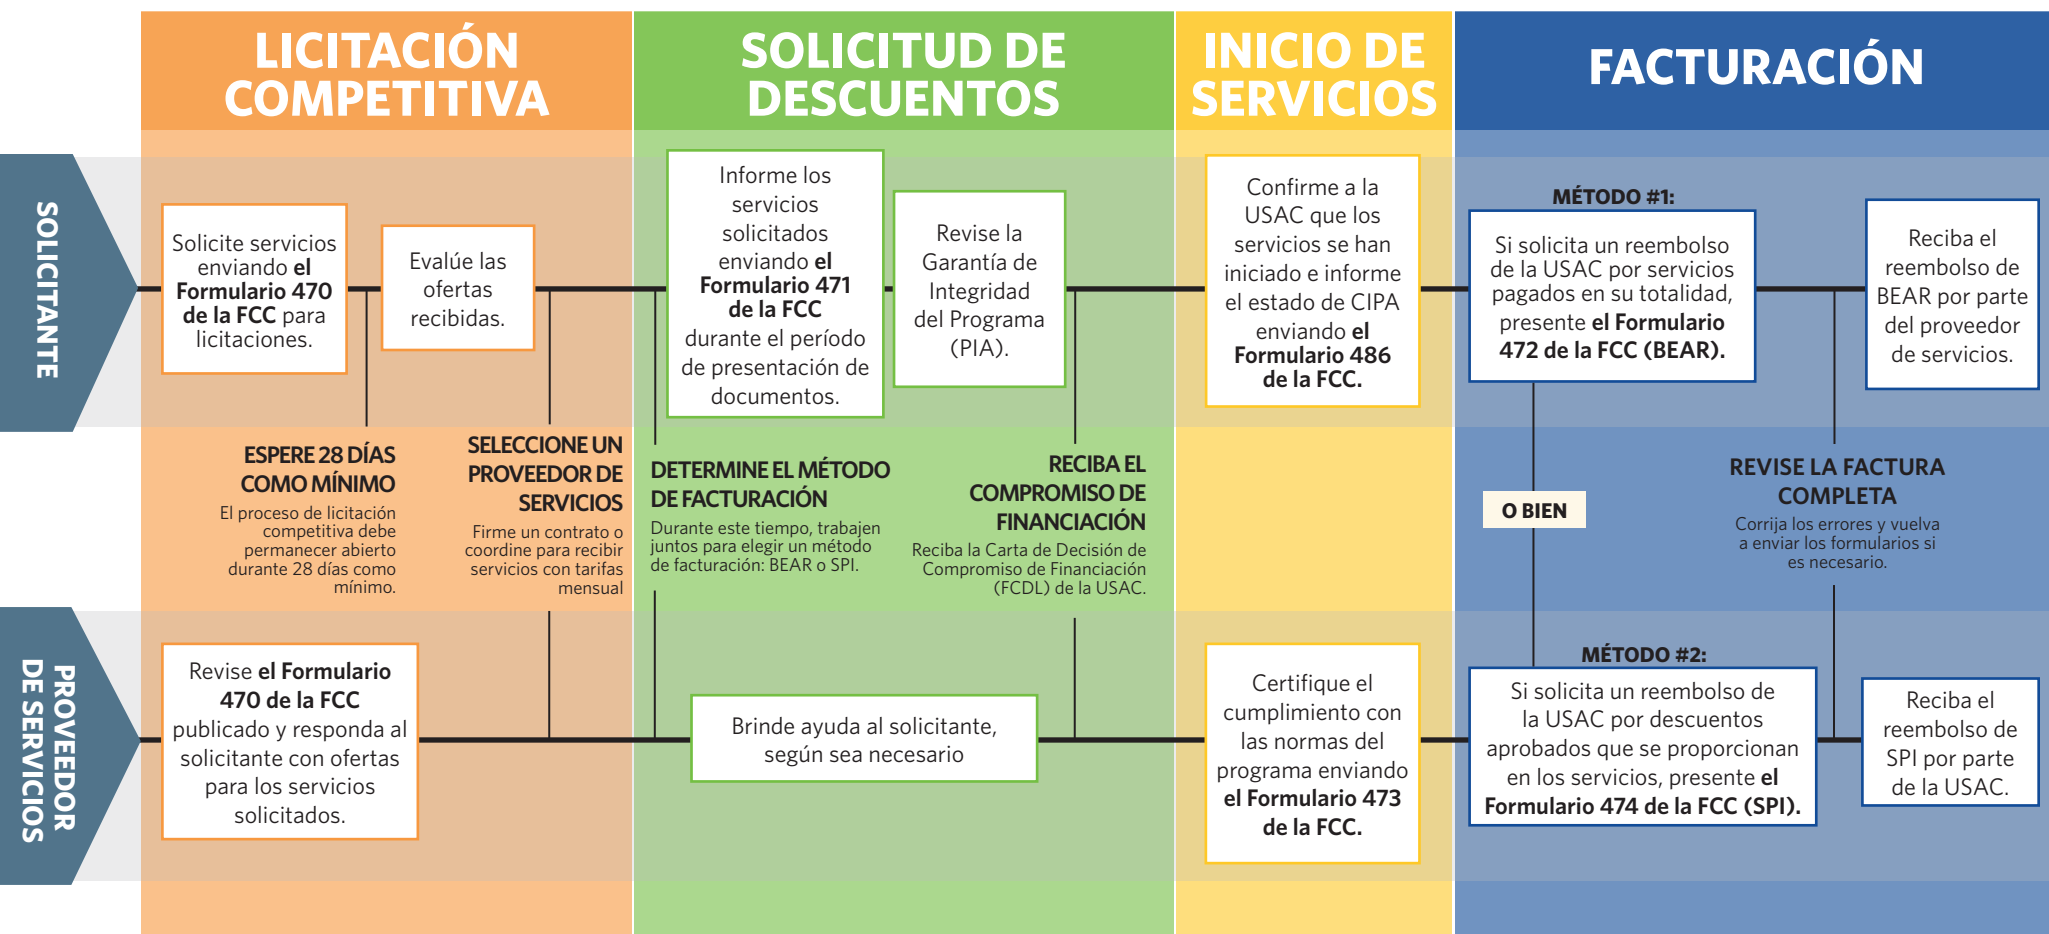 LICITACIÓN
COMPETITIVA
SOLICITUD DE
DESCUENTOS
INICIO DE
SERVICIOS
FACTURACIÓN
SOLICITANTE
Solicite servicios
enviando el
Formulario 470
de la FCC para
licitaciones.
Evalúe las
ofertas
recibidas.
Informe los
servicios
solicitados
enviando el
Formulario 471
de la FCC
durante el período
de presentación de
documentos.
Revise la
Garantía de
Integridad
del Programa
(PIA).
Confirme a la
USAC que los
servicios se han
iniciado e informe
el estado de CIPA
enviando el
Formulario 486
de la FCC.
MÉTODO #1:
Si solicita un reembolso
de la USAC por servicios
pagados en su totalidad,
presente el Formulario
472 de la FCC (BEAR).
Reciba el
reembolso de
BEAR por parte
del proveedor
de servicios.
ESPERE 28 DÍAS
COMO MÍNIMO
El proceso de licitación
competitiva debe
permanecer abierto
durante 28 días como
mínimo.
SELECCIONE UN
PROVEEDOR DE
SERVICIOS
Firme un contrato o
coordine para recibir
servicios con tarifas
mensual
DETERMINE EL MÉTODO
DE FACTURACIÓN
Durante este tiempo, trabajen
juntos para elegir un método
de facturación: BEAR o SPI.
RECIBA EL
COMPROMISO DE
FINANCIACIÓN
Reciba la Carta de Decisión de
Compromiso de Financiación
(FCDL) de la USAC.
O BIEN
REVISE LA FACTURA
COMPLETA
Corrija los errores y vuelva
a enviar los formularios si
es necesario.
PROVEEDOR
DE SERVICIOS
Revise el Formulario
470 de la FCC
publicado y responda al
solicitante con ofertas
para los servicios
solicitados.
Brinde ayuda al solicitante,
según sea necesario
Certifique el
cumplimiento con
las normas del
programa enviando
el Formulario 473
de la FCC.
MÉTODO #2:
Si solicita un reembolso de
la USAC por descuentos
aprobados que se proporcionan
en los servicios, presente el
Formulario 474 de la FCC (SPI).
Reciba el
reembolso de
SPI por parte
de la USAC.